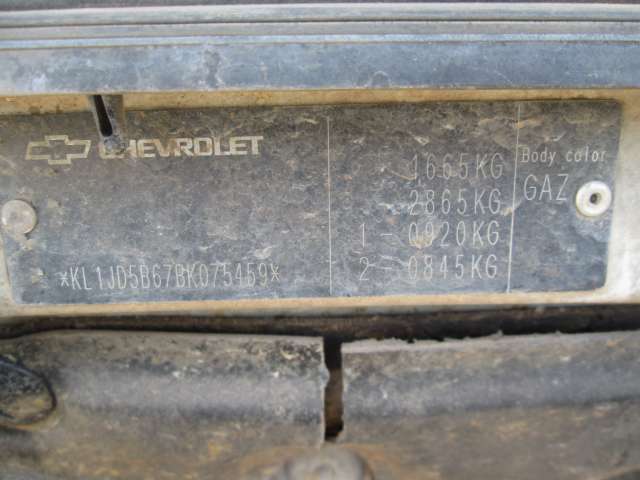 CHEVROLET
*KL1JD5B67BK075459*
1665KG
2865KG
1 - 0920KG
2 - 0845KG
Body color
GAZ